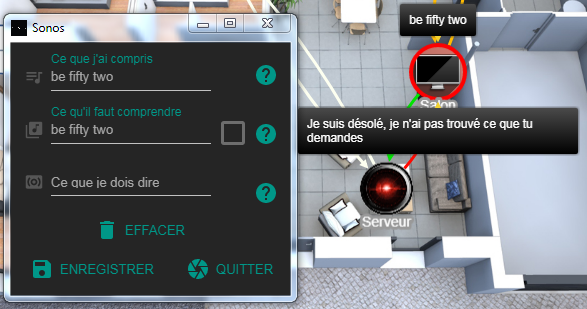 Sonos
Ce que j'ai compris
be fifty two
Ce qu'il faut comprendre
be fifty two
Ce que je dois dire
EFFACER
ENREGISTRER
QUITTER
be fifty two
Salon
Je suis désolé, je n'ai pas trouvé ce que tu
demandes
Serveur